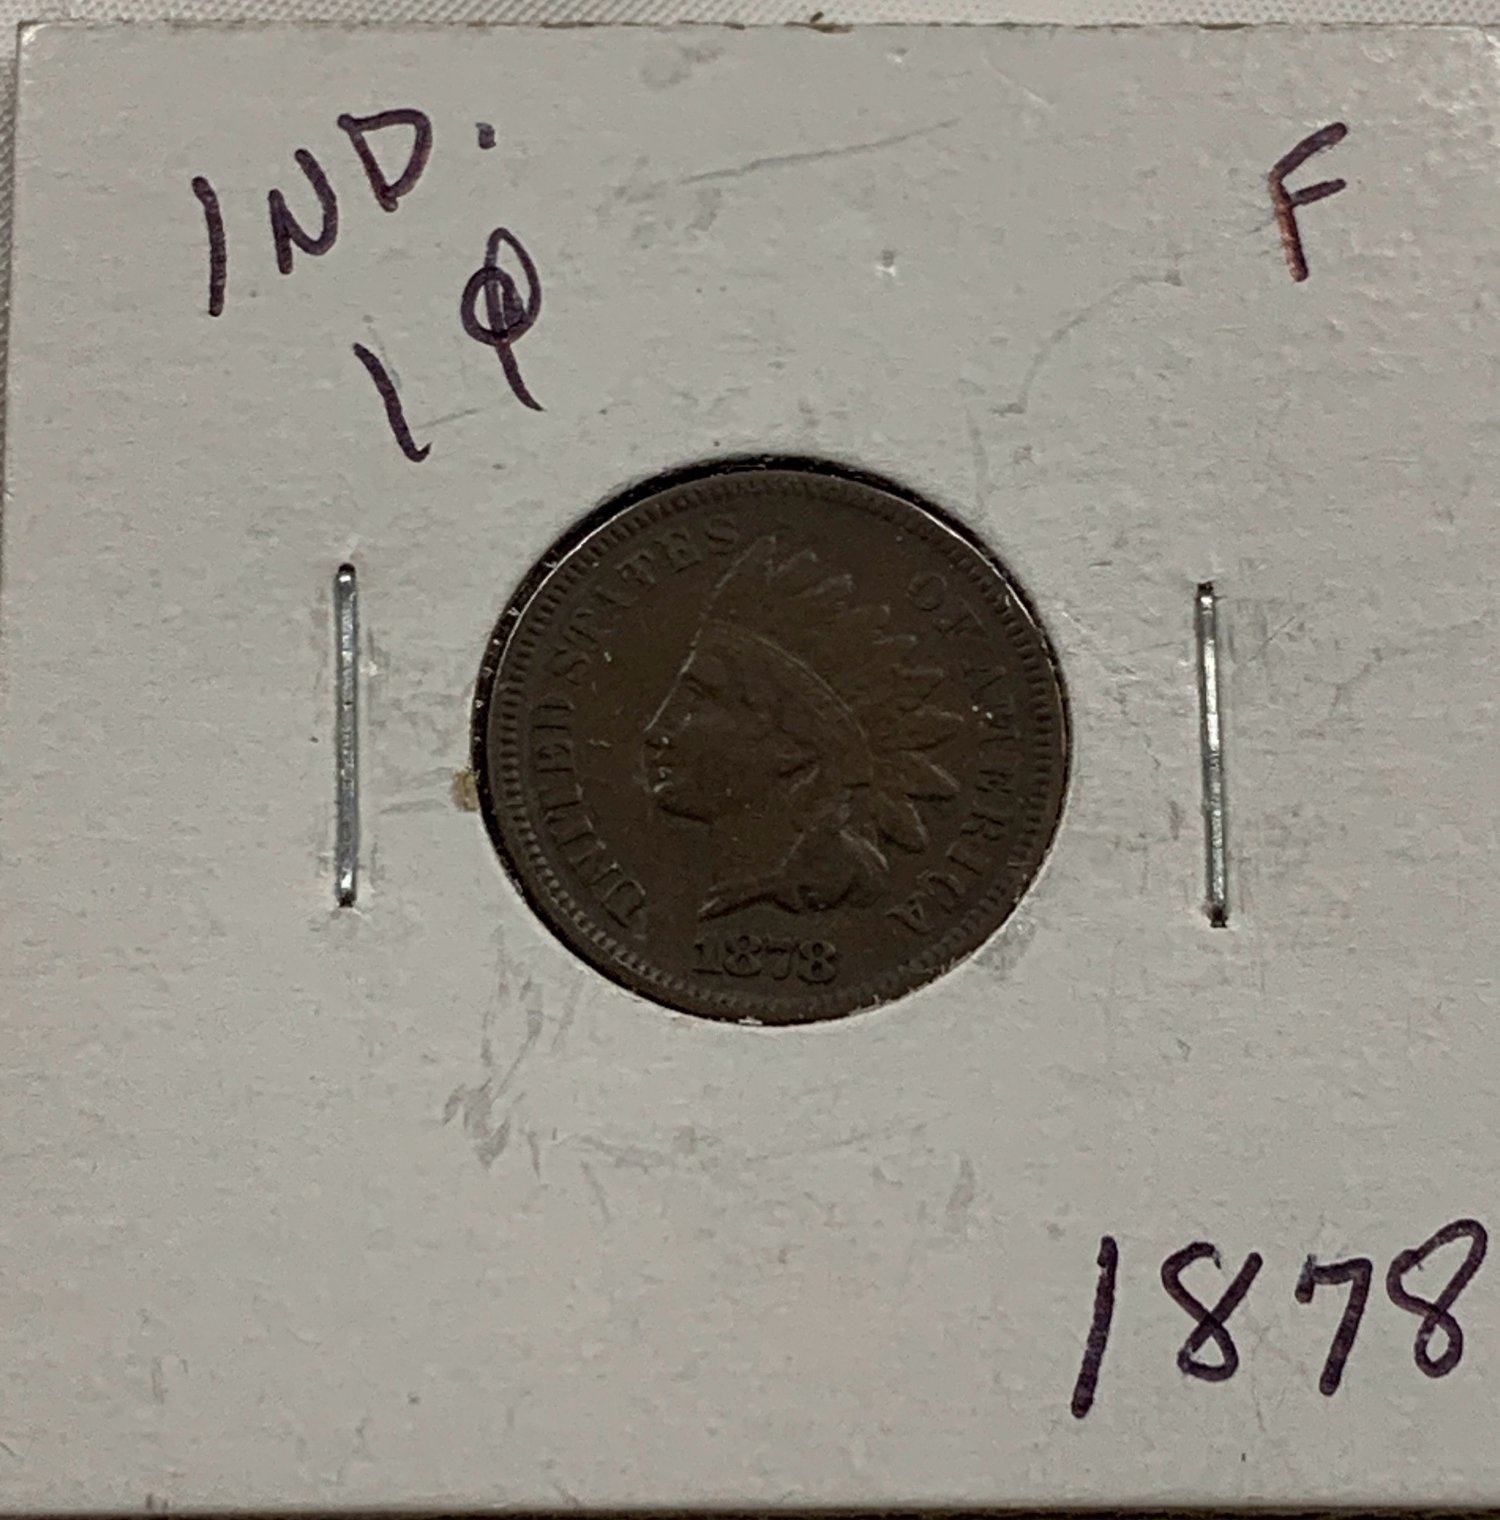 IND.
1¢
F
UNITED STATES OF AMERICA
1878
1878